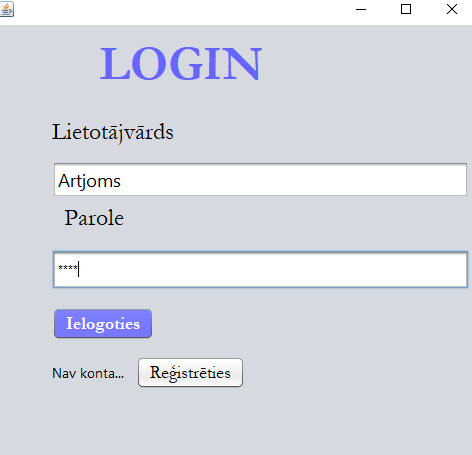 LOGIN
Lietotājvārds
Artjoms
Parole
****
Ielogoties
Nav konta... Reģistrēties